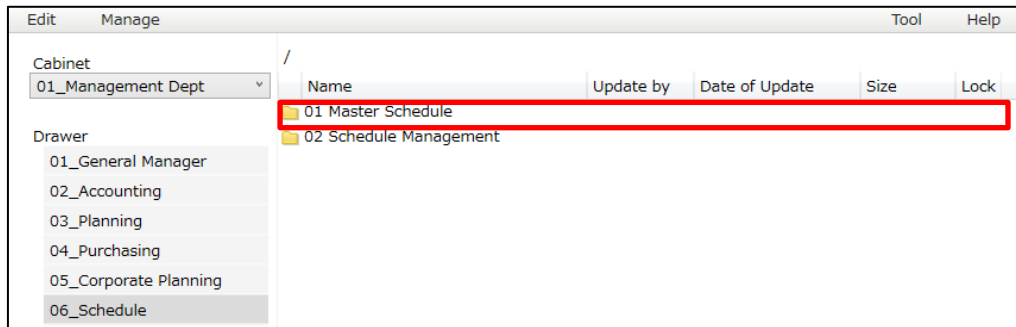 Edit Manage Tool Help
Cabinet
01_Management Dept
Drawer
01_General Manager
02_Accounting
03_Planning
04_Purchasing
05_Corporate Planning
06_Schedule
/
Name Update by Date of Update Size Lock
01 Master Schedule
02 Schedule Management